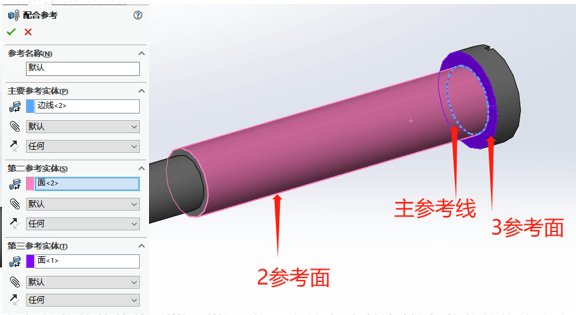 配合参考
参考名称(N)
默认
主要参考实体(P)
边线<2>
默认
任何
第二参考实体(S)
面<2>
默认
任何
第三参考实体(T)
面<1>
默认
任何
主参考线
3参考面
2参考面